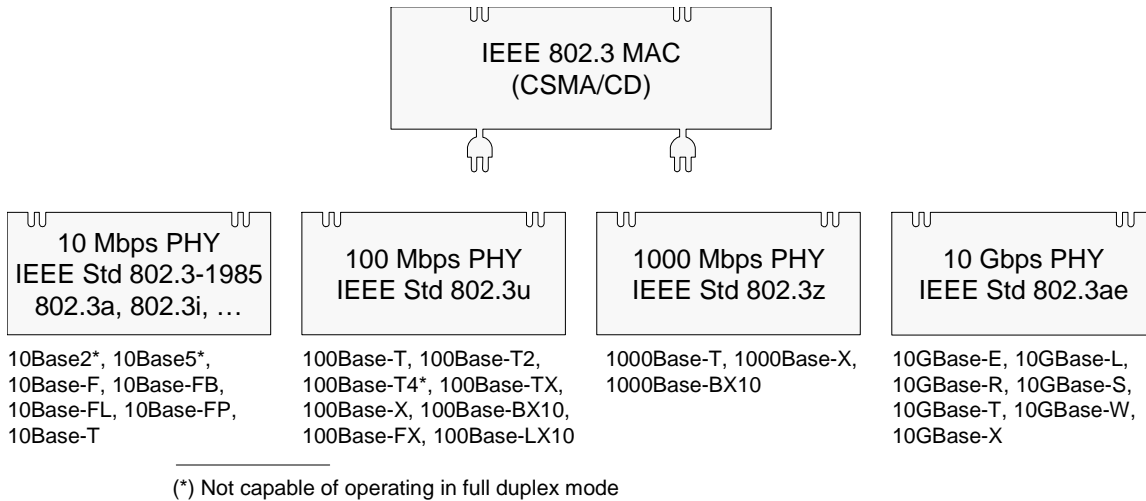 IEEE 802.3 MAC
(CSMA/CD)
10 Mbps PHY
IEEE Std 802.3-1985
802.3a, 802.3i, …
100 Mbps PHY
IEEE Std 802.3u
1000 Mbps PHY
IEEE Std 802.3z
10 Gbps PHY
IEEE Std 802.3ae
10Base2*, 10Base5*,
10Base-F, 10Base-FB,
10Base-FL, 10Base-FP,
10Base-T
100Base-T, 100Base-T2,
100Base-T4*, 100Base-TX,
100Base-X, 100Base-BX10,
100Base-FX, 100Base-LX10
1000Base-T, 1000Base-X,
1000Base-BX10
10GBase-E, 10GBase-L,
10GBase-R, 10GBase-S,
10GBase-T, 10GBase-W,
10GBase-X
(*) Not capable of operating in full duplex mode